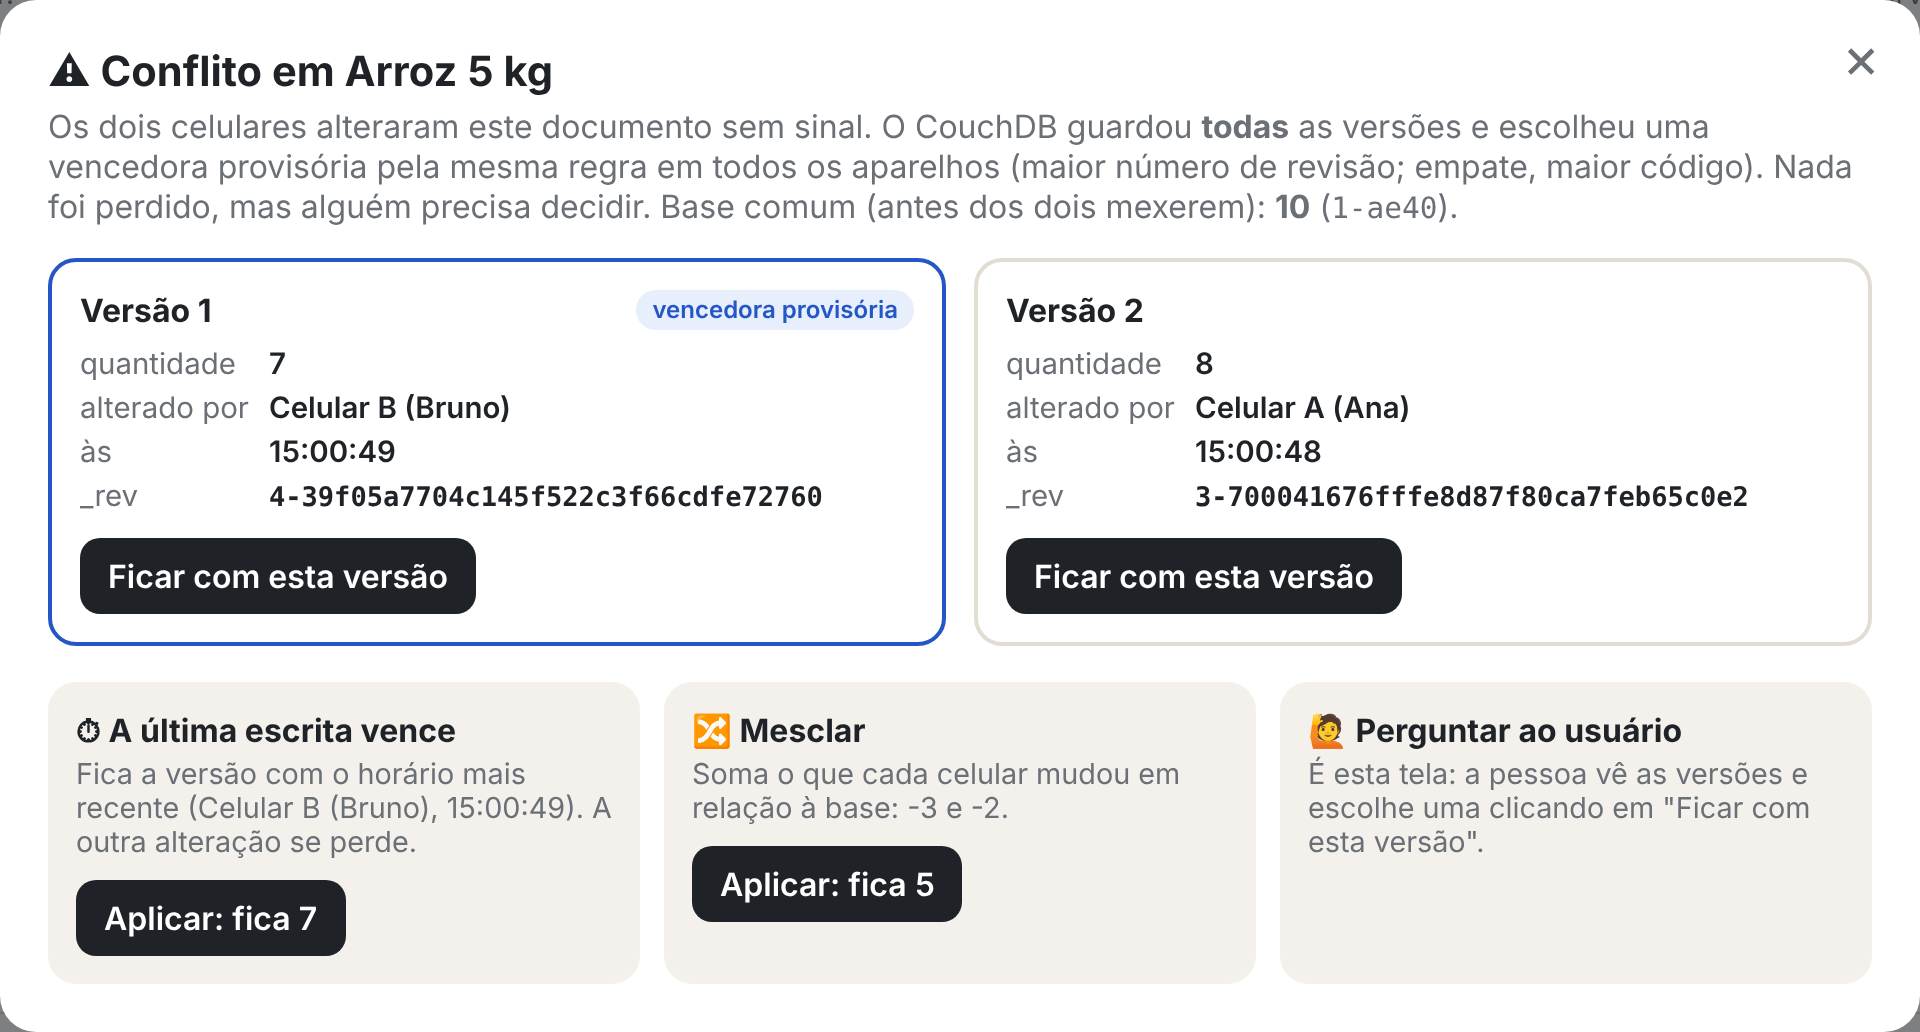 ⚠ Conflito em Arroz 5 kg
Os dois celulares alteraram este documento sem sinal. O CouchDB guardou todas as versões e escolheu uma
vencedora provisória pela mesma regra em todos os aparelhos (maior número de revisão; empate, maior código). Nada
foi perdido, mas alguém precisa decidir. Base comum (antes dos dois mexerem): 10 (1-ae40).
Versão 1
vencedora provisória
quantidade 7
alterado por Celular B (Bruno)
às 15:00:49
_rev 4-39f05a7704c145f522c3f66cdfe72760
Ficar com esta versão
Versão 2
quantidade 8
alterado por Celular A (Ana)
às 15:00:48
_rev 3-700041676fffe8d87f80ca7feb65c0e2
Ficar com esta versão
⏱ A última escrita vence
Fica a versão com o horário mais
recente (Celular B (Bruno), 15:00:49). A
outra alteração se perde.
Aplicar: fica 7
🔀 Mesclar
Soma o que cada celular mudou em
relação à base: -3 e -2.
Aplicar: fica 5
🙋 Perguntar ao usuário
É esta tela: a pessoa vê as versões e
escolhe uma clicando em "Ficar com
esta versão".